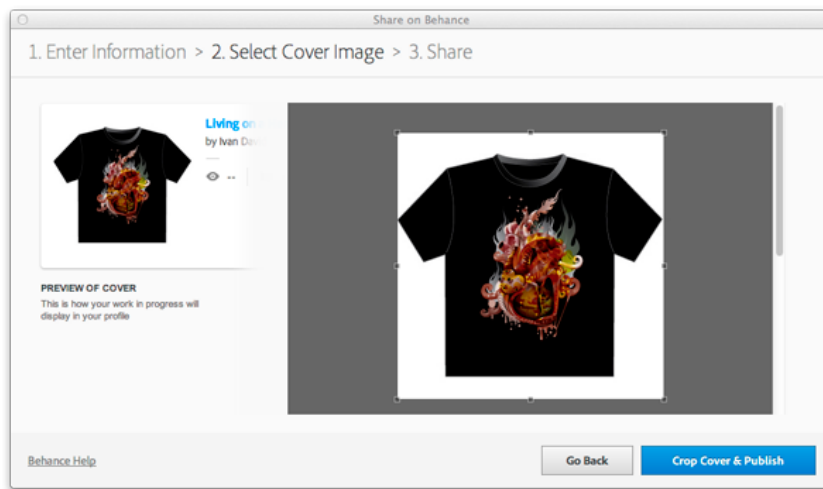 Share on Behance
1. Enter Information > 2. Select Cover Image > 3. Share
Living on
by Ivan
--
PREVIEW OF COVER
This is how your work in progress will
display in your profile
Behance Help
Go Back
Crop Cover & Publish